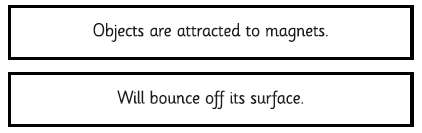 Objects are attracted to magnets.
Will bounce off its surface.